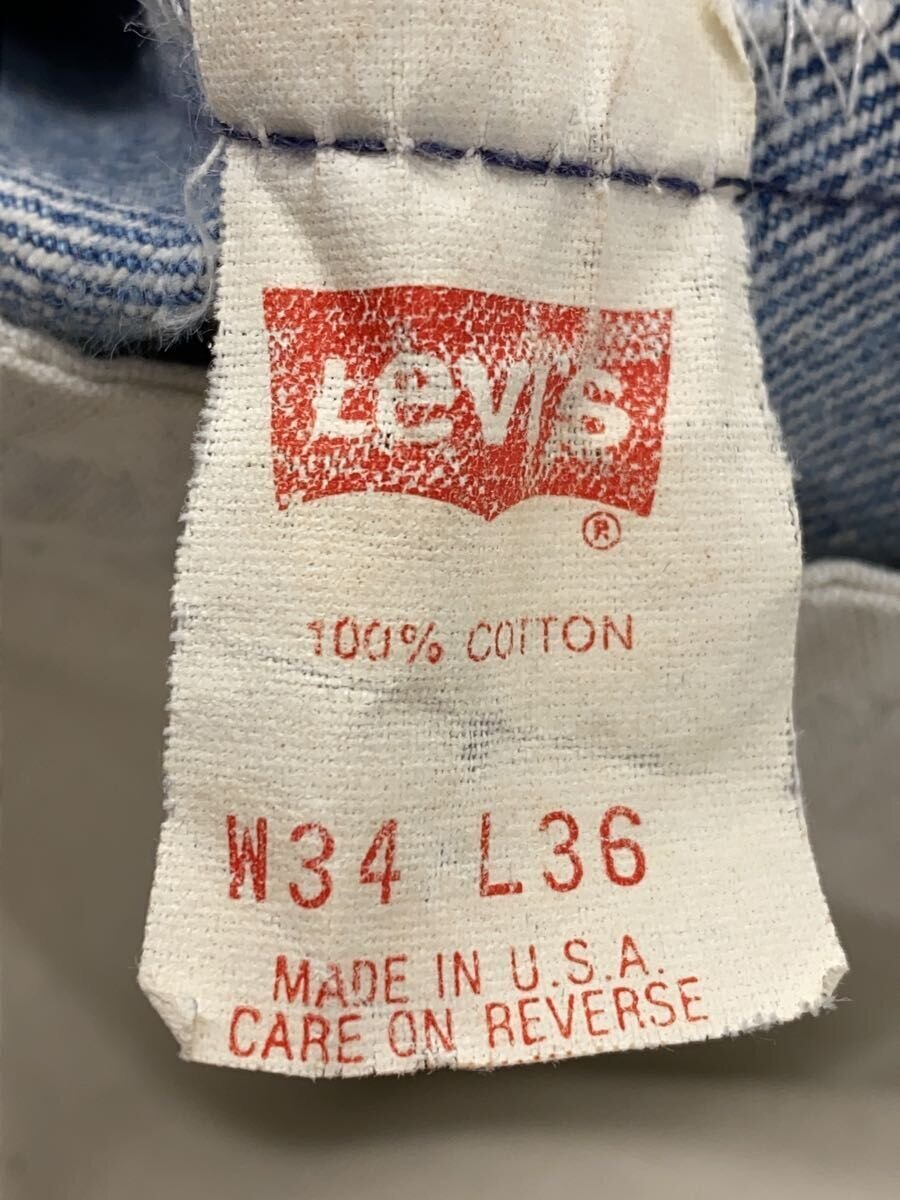 Levi's
®
100% COTTON
W34 L36
MADE IN U.S.A.
CARE ON REVERSE